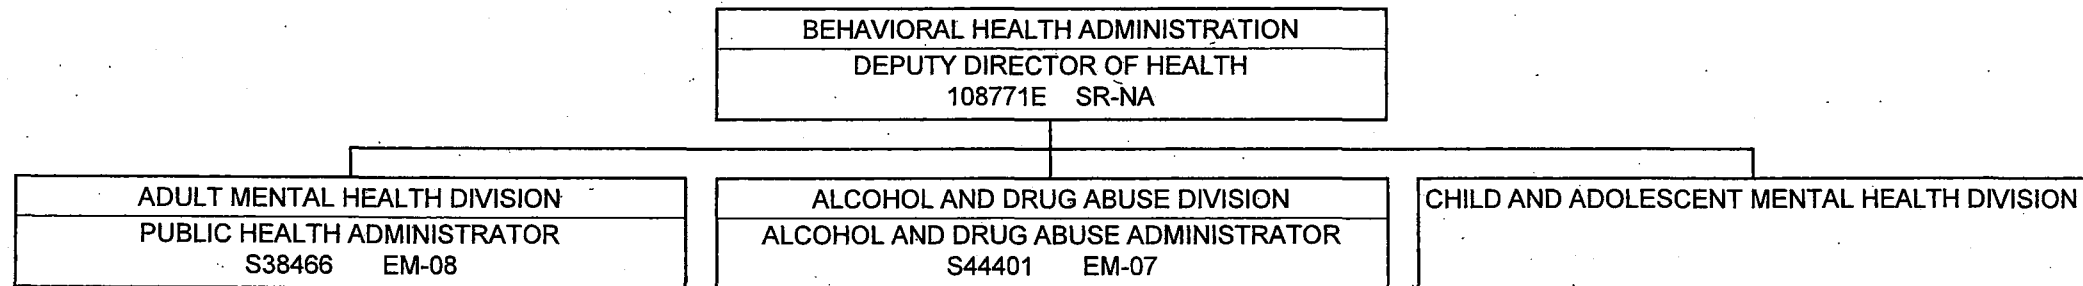 BEHAVIORAL HEALTH ADMINISTRATION
DEPUTY DIRECTOR OF HEALTH
108771E SR-NA
ADULT MENTAL HEALTH DIVISION
PUBLIC HEALTH ADMINISTRATOR
S38466 EM-08
ALCOHOL AND DRUG ABUSE DIVISION
ALCOHOL AND DRUG ABUSE ADMINISTRATOR
S44401 EM-07
CHILD AND ADOLESCENT MENTAL HEALTH DIVISION